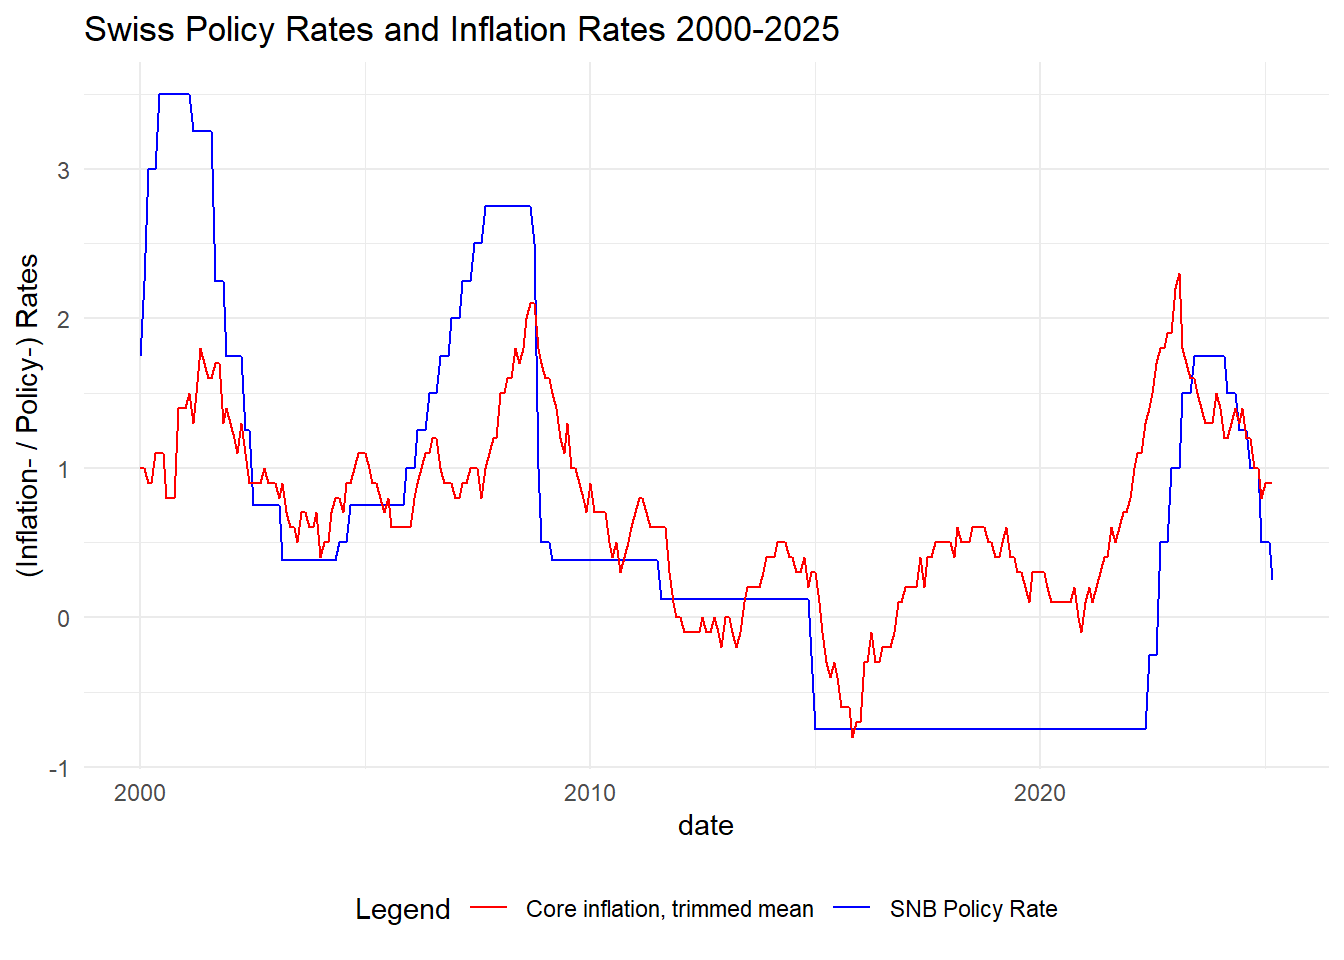 Swiss Policy Rates and Inflation Rates 2000-2025
(Inflation- / Policy-) Rates
3
2
1
0
-1
2000 2010 2020
date
Legend Core inflation, trimmed mean SNB Policy Rate